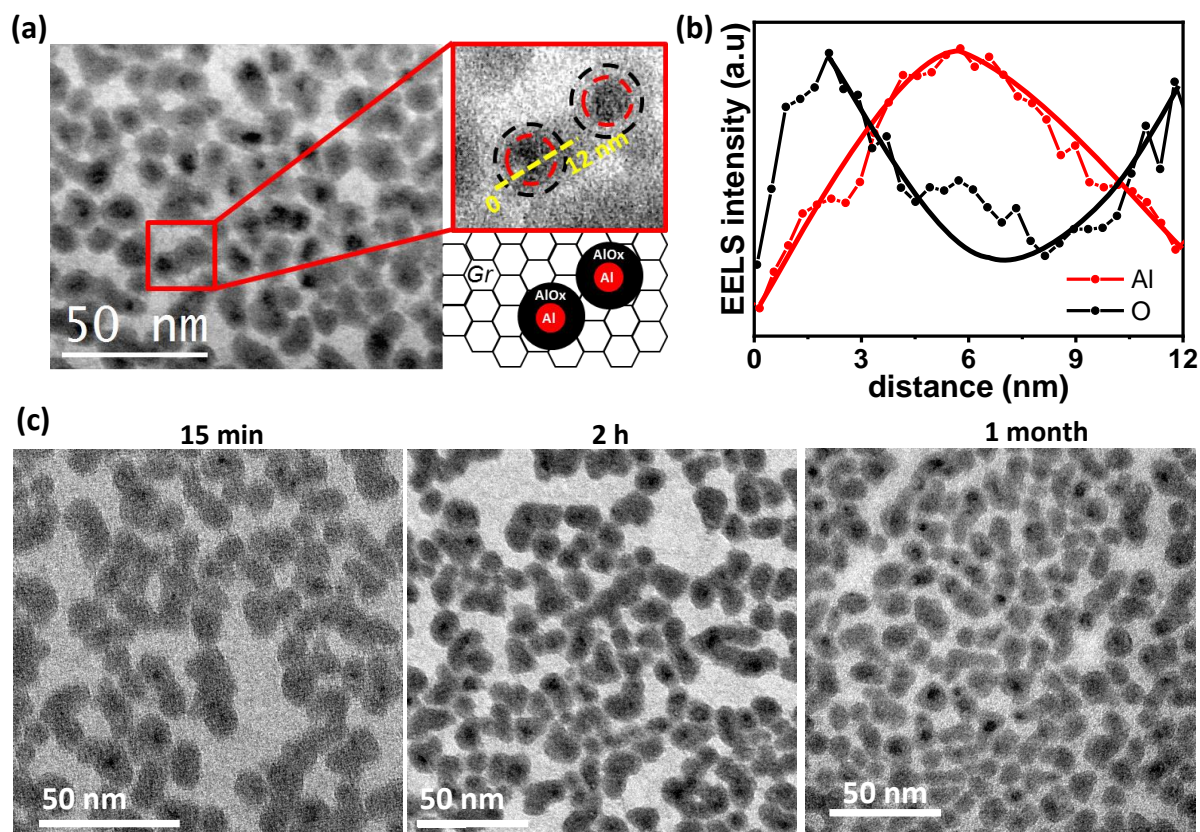 (a)
50 nm
0
12 nm
Gr
AlOx
Al
AlOx
Al
(b)
EELS intensity (a.u)
Al
O
0
3
6
9
12
distance (nm)
(c)
15 min
2 h
1 month
50 nm
50 nm
50 nm